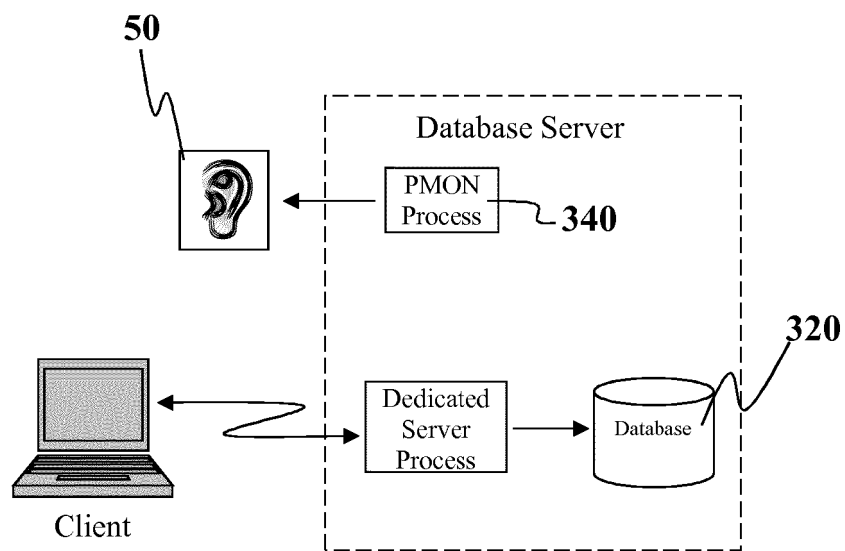 50
Database Server
PMON
Process
340
320
Dedicated
Server
Process
Database
Client